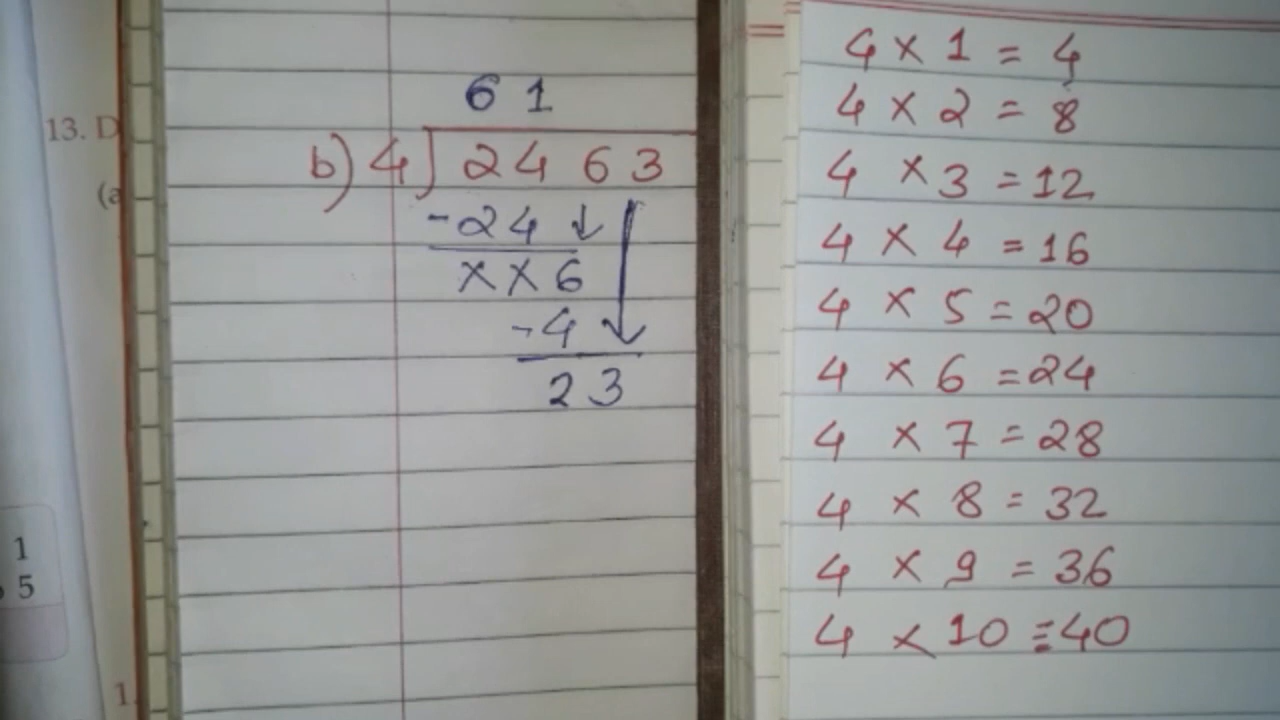 13. D
(a
1
5
1.
6 1
b) 4) 2 4 6 3
-24 ↓
x x 6
-4
2 3
4 x 1 = 4
4 x 2 = 8
4 x 3 = 12
4 x 4 = 16
4 x 5 = 20
4 x 6 = 24
4 x 7 = 28
4 x 8 = 32
4 x 9 = 36
4 x 10 = 40